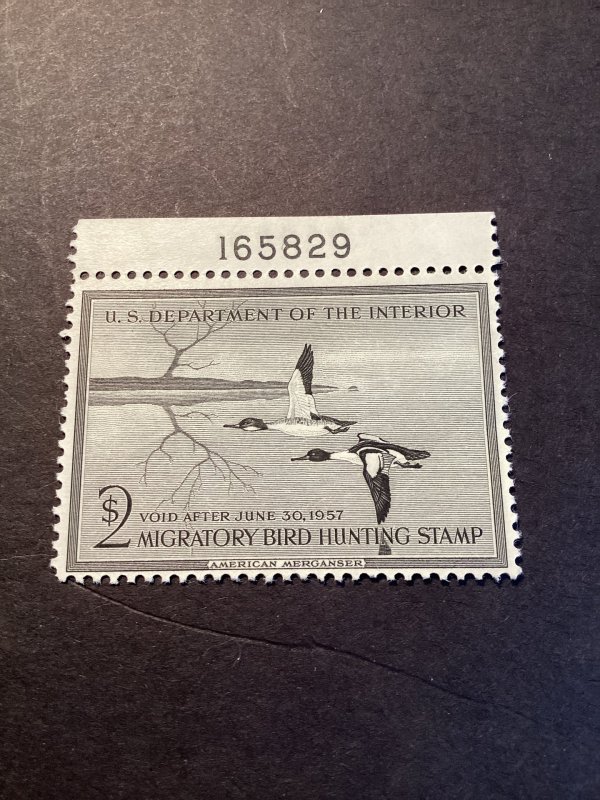 165829
U. S. DEPARTMENT OF THE INTERIOR
$2
VOID AFTER JUNE 30, 1957
MIGRATORY BIRD HUNTING STAMP
AMERICAN MERGANSER